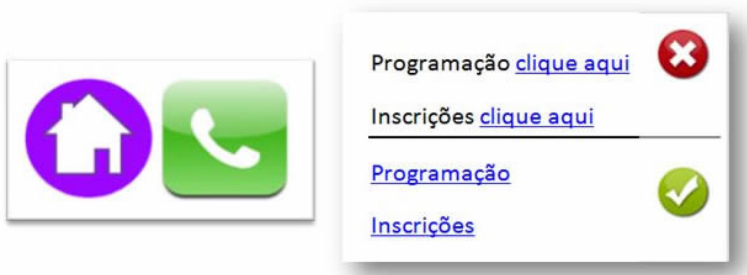 Programação clique aqui
Inscrições clique aqui
Programação
Inscrições